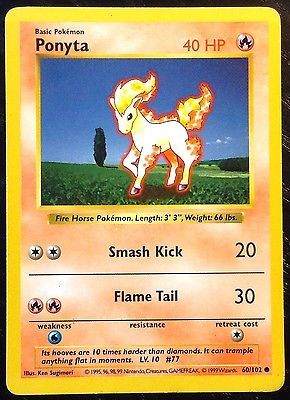 Basic Pokémon
Ponyta 40 HP
Fire Horse Pokémon. Length: 3' 3", Weight: 66 lbs.
Smash Kick 20
Flame Tail 30
weakness resistance retreat cost
Its hooves are 10 times harder than diamonds. It can trample
anything flat in moments. LV. 10 #77
Illus. Ken Sugimori ©1995, 96, 98, 99 Nintendo, Creatures, GAMEFREAK. ©1999 Wizards. 60/102